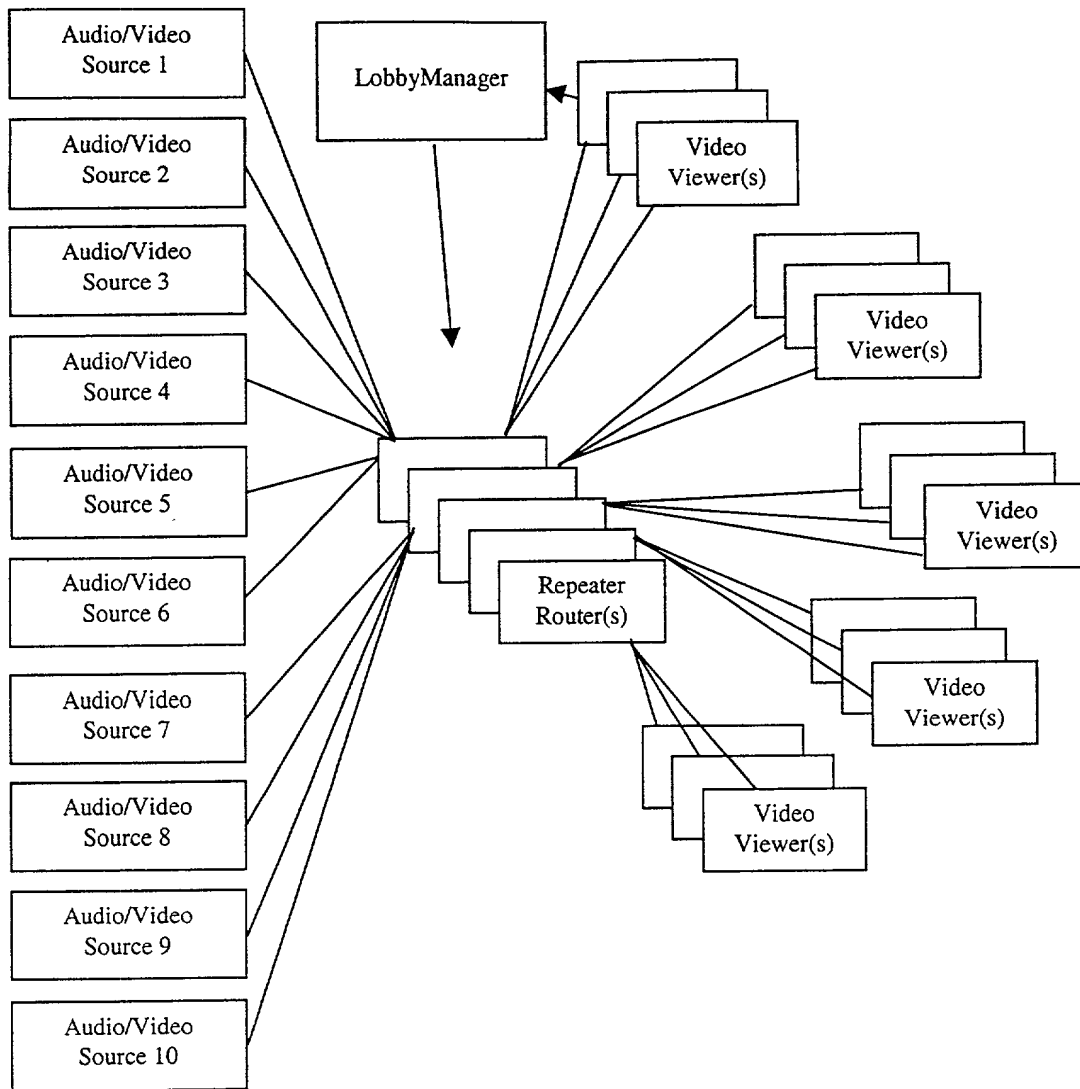 Audio/Video
Source 1
Audio/Video
Source 2
Audio/Video
Source 3
Audio/Video
Source 4
Audio/Video
Source 5
Audio/Video
Source 6
Audio/Video
Source 7
Audio/Video
Source 8
Audio/Video
Source 9
Audio/Video
Source 10
LobbyManager
Video
Viewer(s)
Video
Viewer(s)
Video
Viewer(s)
Repeater
Router(s)
Video
Viewer(s)
Video
Viewer(s)